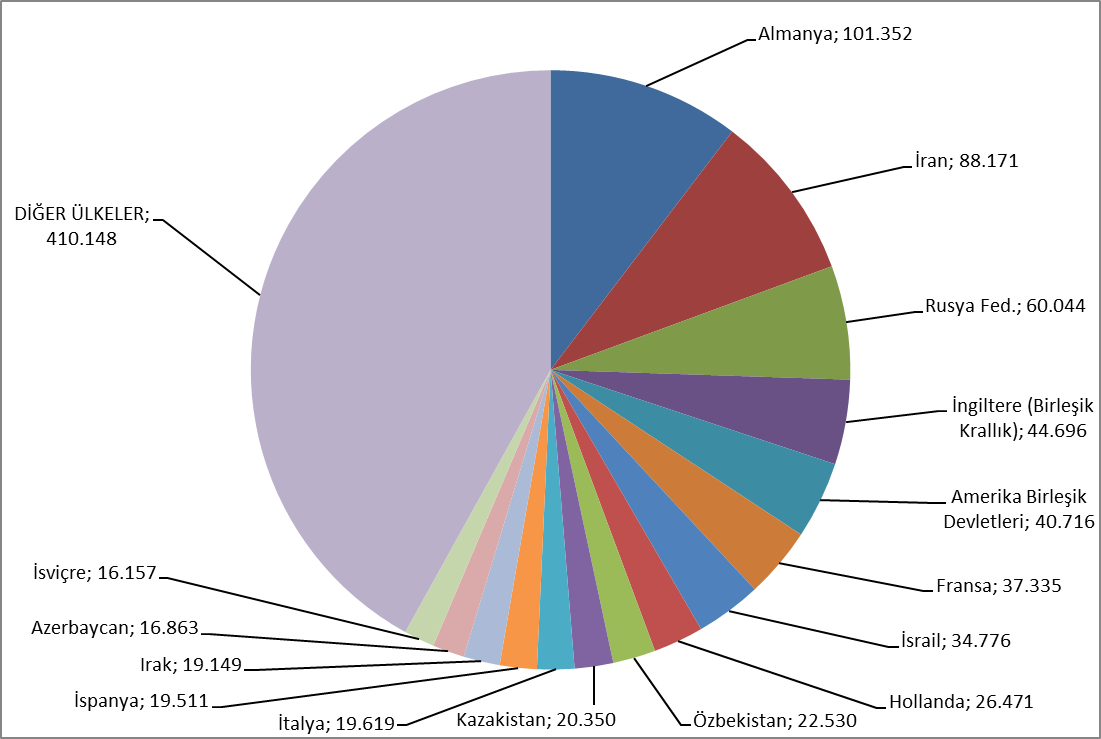 Almanya; 101.352
İran; 88.171
Rusya Fed.; 60.044
İngiltere (Birleşik
Krallık); 44.696
Amerika Birleşik
Devletleri; 40.716
Fransa; 37.335
İsrail; 34.776
Hollanda; 26.471
Özbekistan; 22.530
Kazakistan; 20.350
İtalya; 19.619
İspanya; 19.511
Irak; 19.149
Azerbaycan; 16.863
İsviçre; 16.157
DİĞER ÜLKELER;
410.148